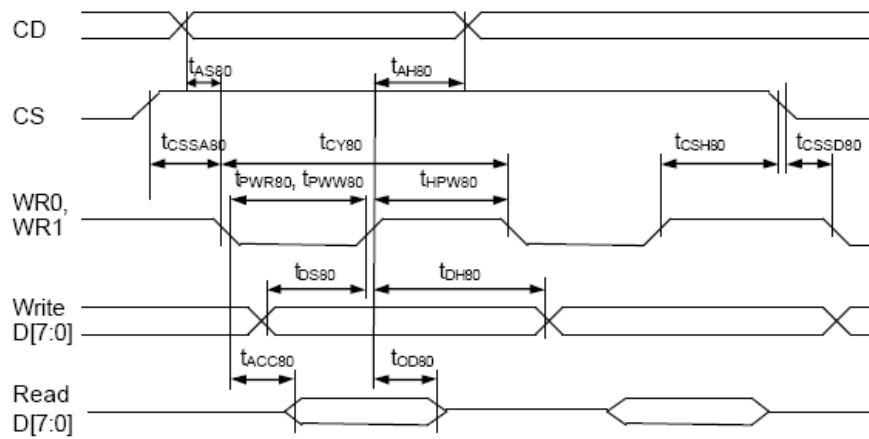 CD
tAS80
tAH80
CS
tCSSA80
tCY80
tCSH80
tCSSD80
tPWR80, tPWW80
tHPW80
WR0,
WR1
tDS80
tDH80
Write
D[7:0]
tACC80
tOD80
Read
D[7:0]